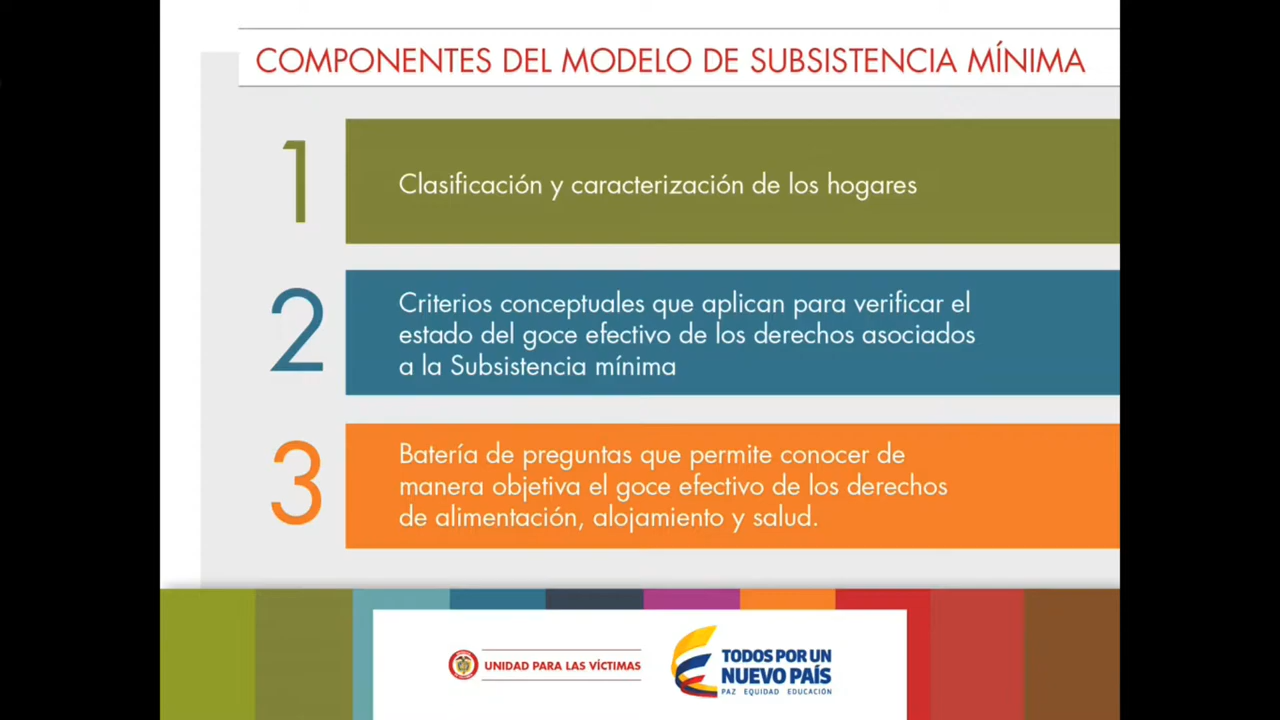 COMPONENTES DEL MODELO DE SUBSISTENCIA MÍNIMA
1
Clasificación y caracterización de los hogares
2
Criterios conceptuales que aplican para verificar el
estado del goce efectivo de los derechos asociados
a la Subsistencia mínima
3
Batería de preguntas que permite conocer de
manera objetiva el goce efectivo de los derechos
de alimentación, alojamiento y salud.
UNIDAD PARA LAS VÍCTIMAS
TODOS POR UN
NUEVO PAÍS
PAZ EQUIDAD EDUCACIÓN